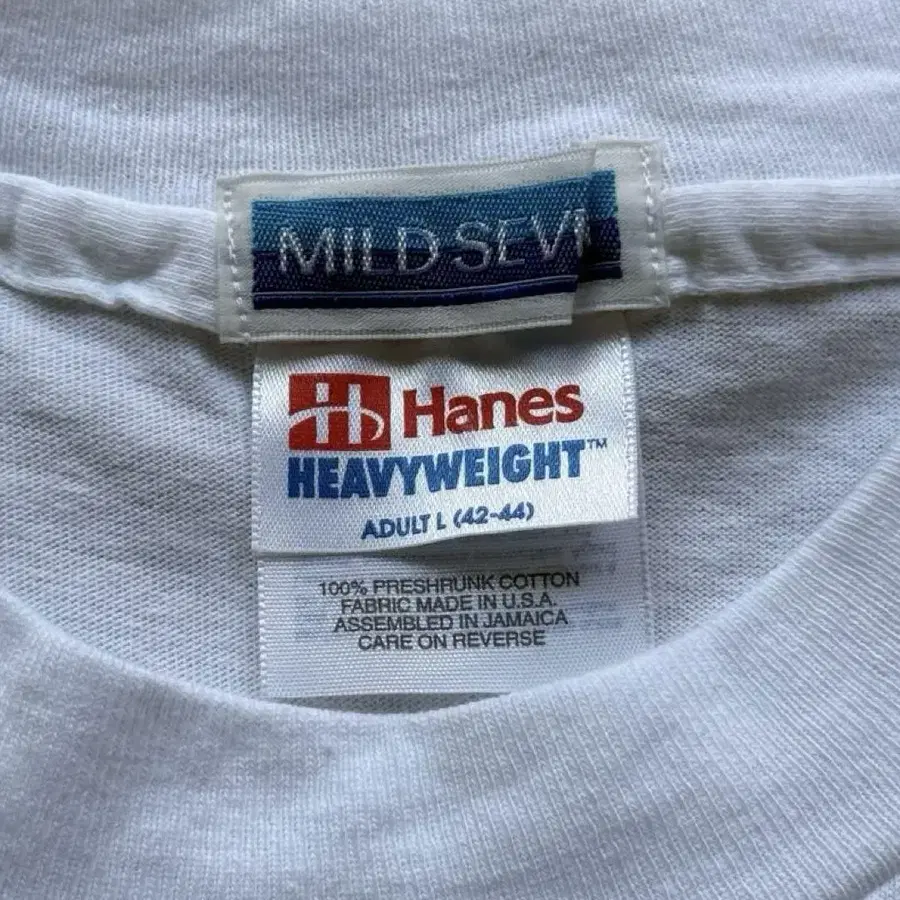 MILD SEV
Hanes
HEAVYWEIGHT™
ADULT L (42-44)
100% PRESHRUNK COTTON
FABRIC MADE IN U.S.A.
ASSEMBLED IN JAMAICA
CARE ON REVERSE